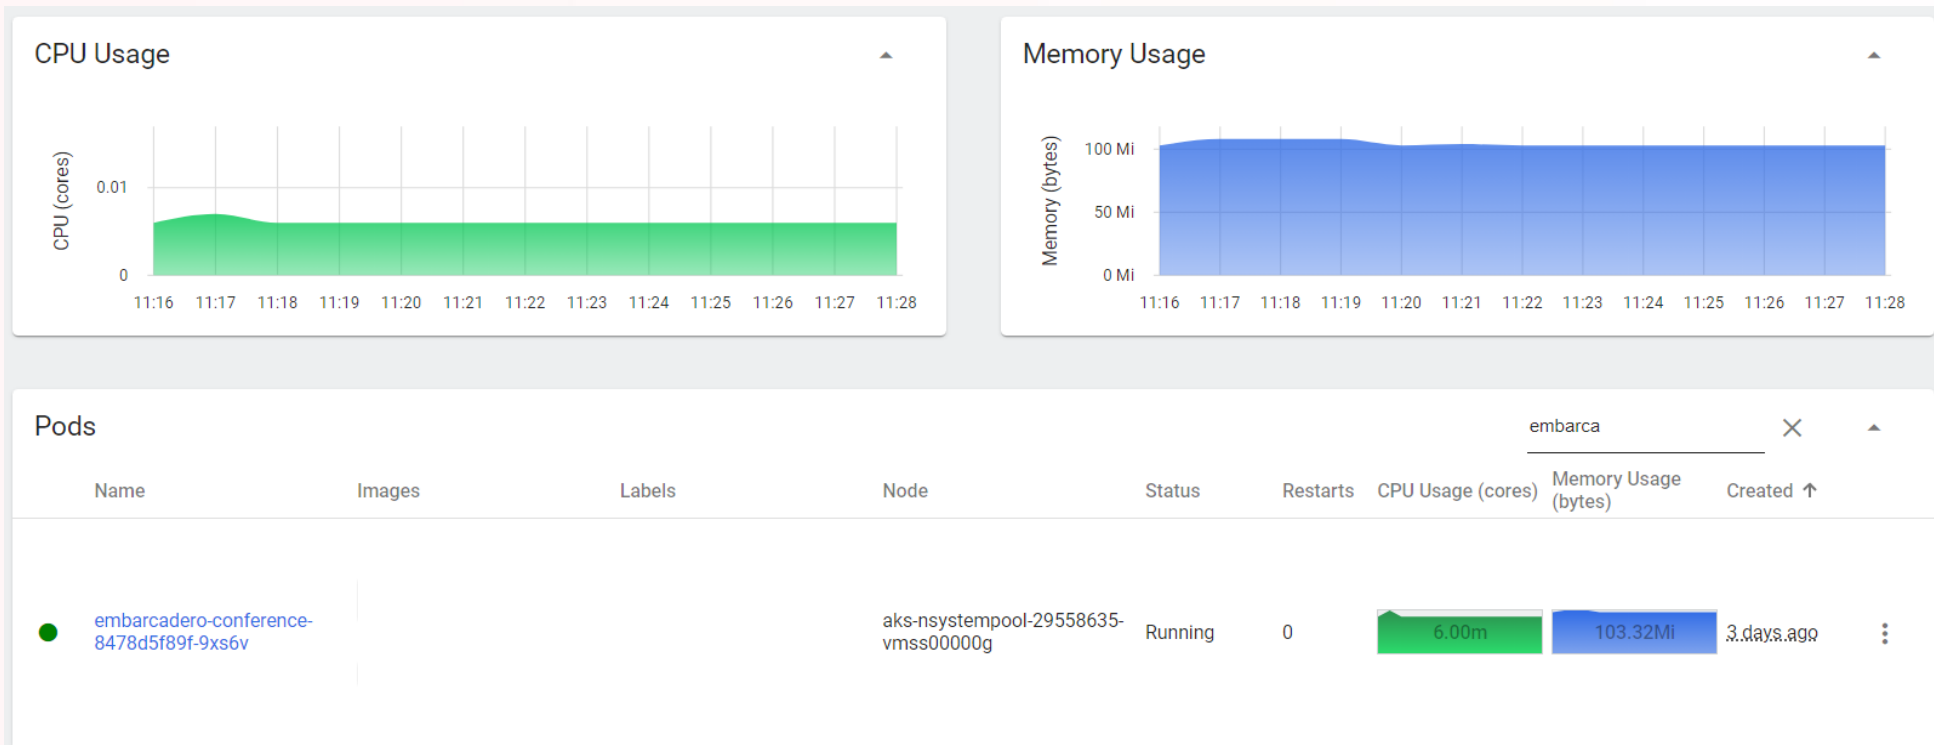 CPU Usage
CPU (cores)
0.01
0
11:16 11:17 11:18 11:19 11:20 11:21 11:22 11:23 11:24 11:25 11:26 11:27 11:28
Memory Usage
Memory (bytes)
100 Mi
50 Mi
0 Mi
11:16 11:17 11:18 11:19 11:20 11:21 11:22 11:23 11:24 11:25 11:26 11:27 11:28
Pods
embarca
Name Images Labels Node Status Restarts CPU Usage (cores) Memory Usage
(bytes) Created
embarcadero-conference-
8478d5f89f-9xs6v
aks-nsystempool-29558635-
vmss00000g
Running 0 6.00m 103.32Mi 3 days ago